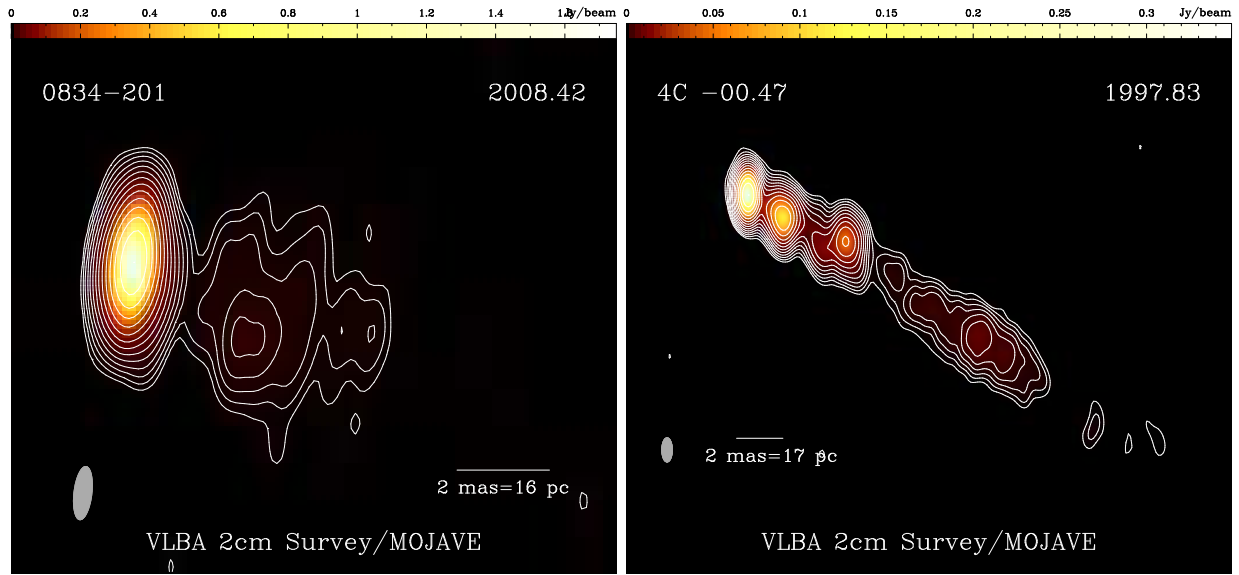 0 0.2 0.4 0.6 0.8 1 1.2 1.4 Jy/beam
0834−201 2008.42
2 mas=16 pc
VLBA 2cm Survey/MOJAVE
0 0.05 0.1 0.15 0.2 0.25 0.3 Jy/beam
4C −00.47 1997.83
2 mas=17 pc
VLBA 2cm Survey/MOJAVE